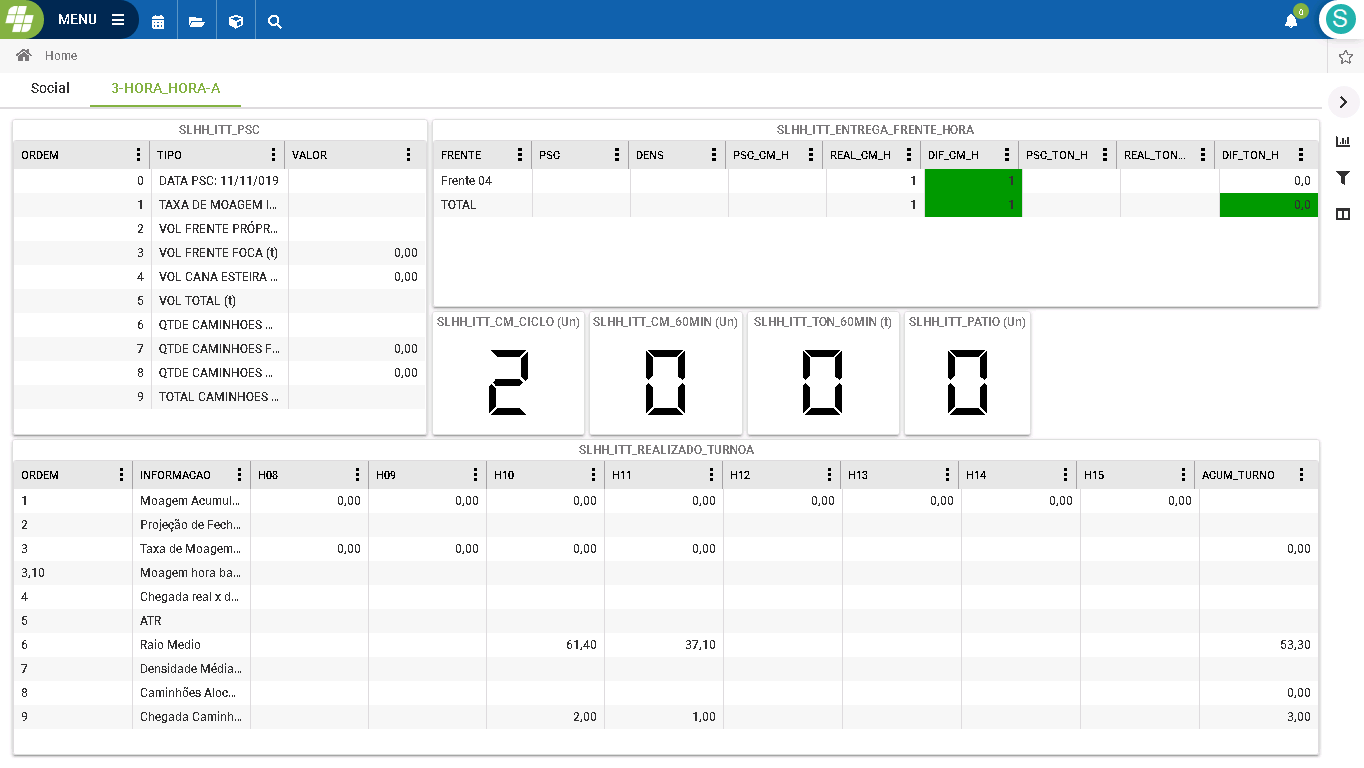 MENU
0
S
Home
Social 3-HORA_HORA-A
SLHH_ITT_PSC
ORDEM TIPO VALOR
0 DATA PSC: 11/11/019
1 TAXA DE MOAGEM I...
2 VOL FRENTE PRÓPR...
3 VOL FRENTE FOCA (t) 0,00
4 VOL CANA ESTEIRA ... 0,00
5 VOL TOTAL (t)
6 QTDE CAMINHOES ...
7 QTDE CAMINHOES F... 0,00
8 QTDE CAMINHOES ... 0,00
9 TOTAL CAMINHOES ...
SLHH_ITT_ENTREGA_FRENTE_HORA
FRENTE PSC DENS PSC_CM_H REAL_CM_H DIF_CM_H PSC_TON_H REAL_TON... DIF_TON_H
Frente 04 1 1 0,0
TOTAL 1 1 0,0
SLHH_ITT_CM_CICLO (Un) SLHH_ITT_CM_60MIN (Un) SLHH_ITT_TON_60MIN (t) SLHH_ITT_PATIO (Un)
2 0 0 0
SLHH_ITT_REALIZADO_TURNOA
ORDEM INFORMACAO H08 H09 H10 H11 H12 H13 H14 H15 ACUM_TURNO
1 Moagem Acumul... 0,00 0,00 0,00 0,00 0,00 0,00 0,00 0,00
2 Projeção de Fech...
3 Taxa de Moagem... 0,00 0,00 0,00 0,00 0,00
3,10 Moagem hora ba...
4 Chegada real x d...
5 ATR
6 Raio Medio 61,40 37,10 53,30
7 Densidade Média...
8 Caminhões Aloc... 0,00
9 Chegada Caminh... 2,00 1,00 3,00